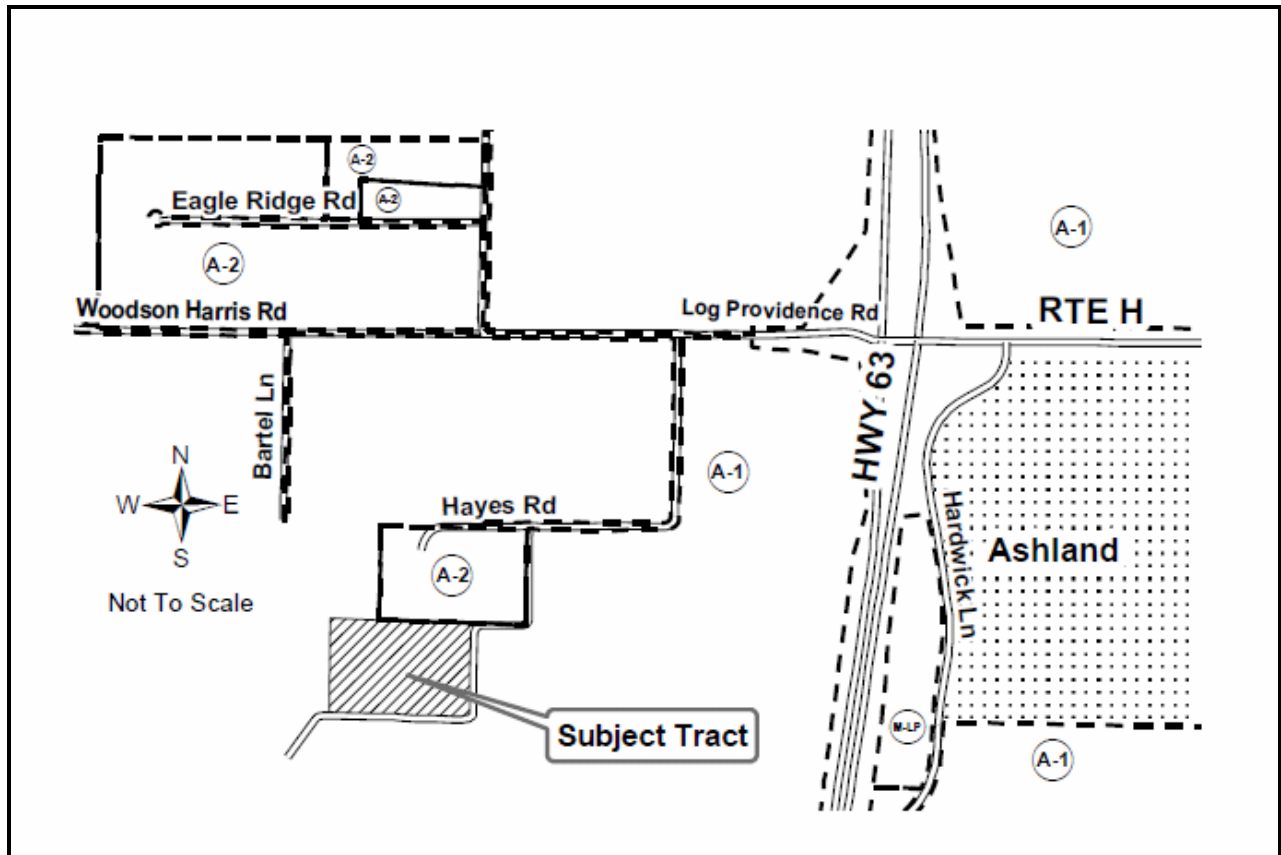 A-2
A-2
Eagle Ridge Rd
A-2
A-1
Woodson Harris Rd
Log Providence Rd
RTE H
HWY 63
Bartel Ln
N
W
E
S
Not To Scale
A-1
Hayes Rd
A-2
Hardwick Ln
Ashland
Subject Tract
M-LP
A-1